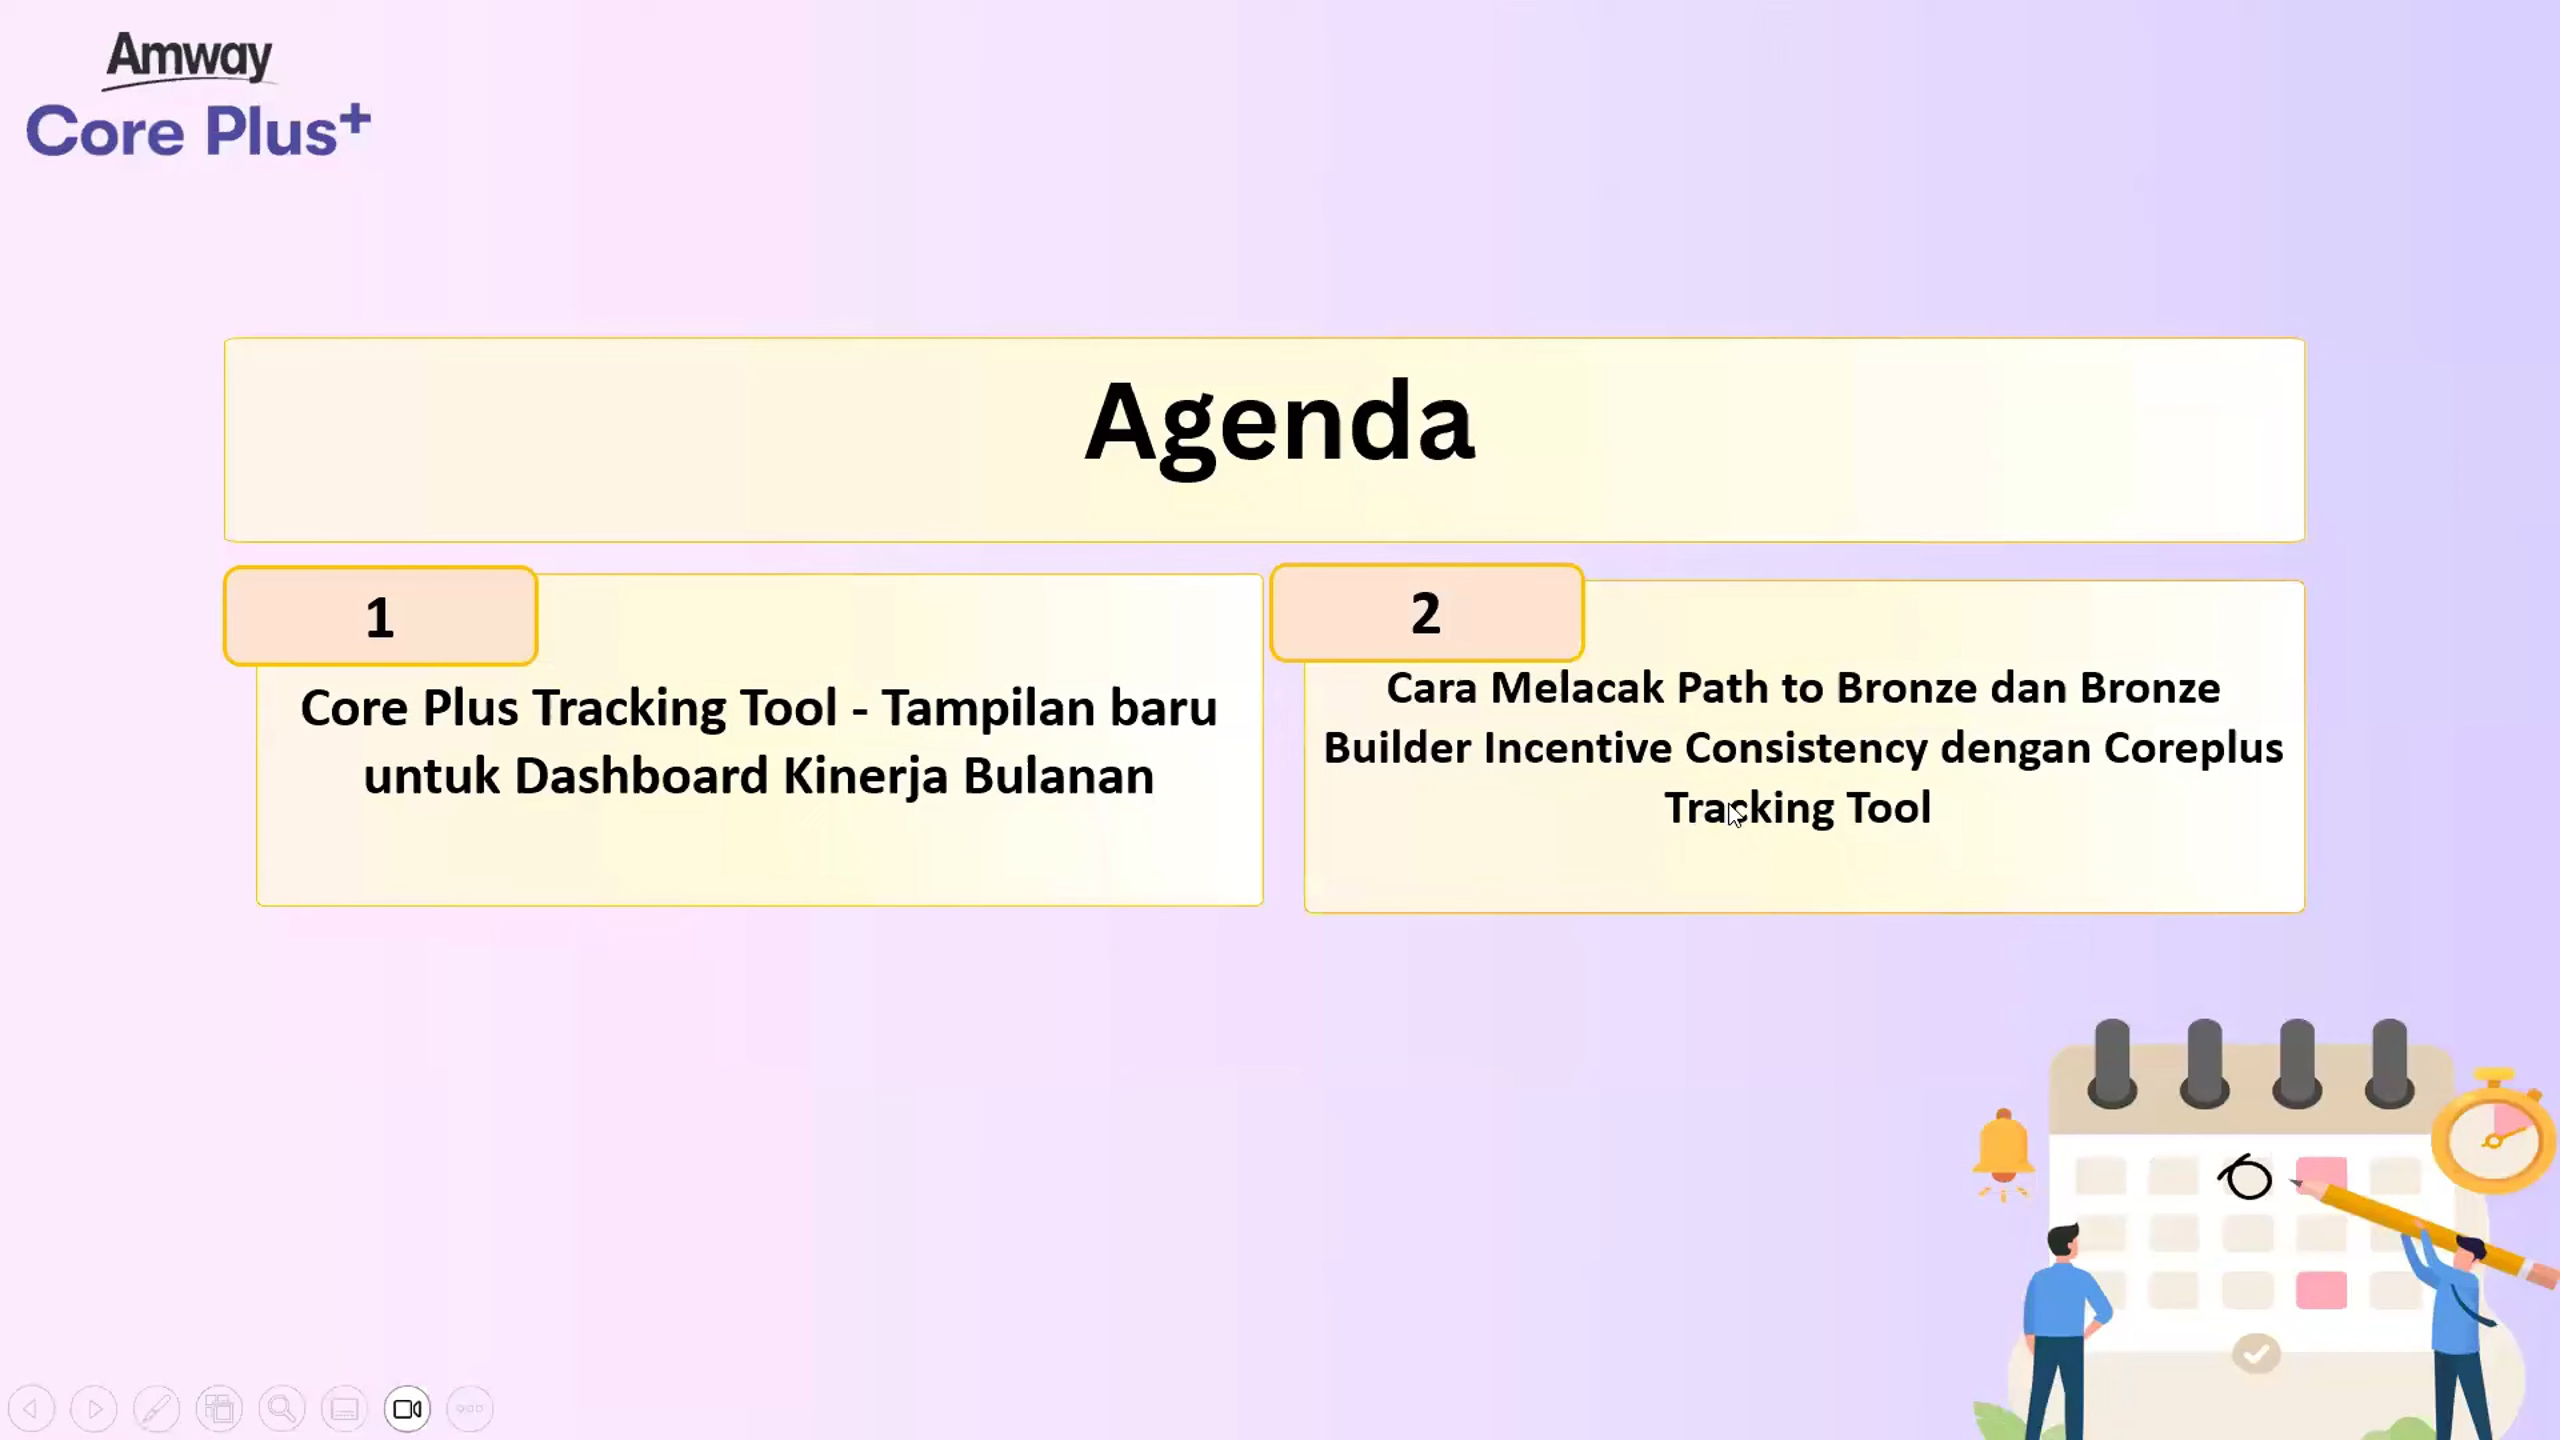 Amway
Core Plus+
Agenda
1
Core Plus Tracking Tool - Tampilan baru
untuk Dashboard Kinerja Bulanan
2
Cara Melacak Path to Bronze dan Bronze
Builder Incentive Consistency dengan Coreplus
Tracking Tool